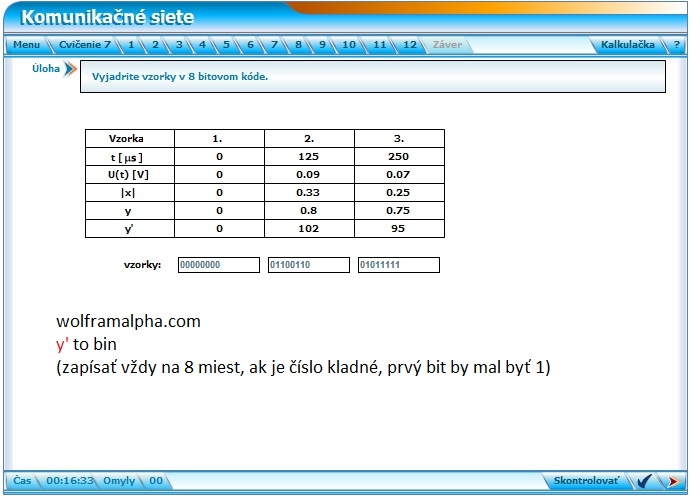 Komunikačné siete
Menu Cvičenie 7 1 2 3 4 5 6 7 8 9 10 11 12 Záver Kalkulačka ?
Úloha Vyjadrite vzorky v 8 bitovom kóde.
Vzorka 1. 2. 3.
t [ μs ] 0 125 250
U(t) [V] 0 0.09 0.07
|x| 0 0.33 0.25
y 0 0.8 0.75
y' 0 102 95
vzorky: 00000000 01100110 01011111
wolframalpha.com
y' to bin
(zapísať vždy na 8 miest, ak je číslo kladné, prvý bit by mal byť 1)
Čas 00:16:33 Omyly 00 Skontrolovať